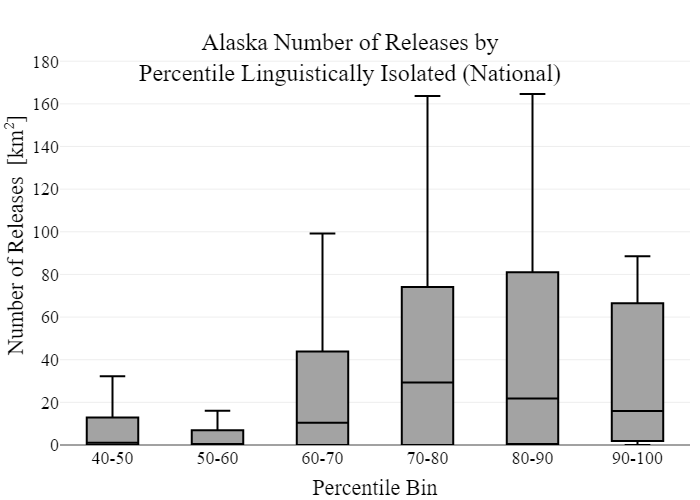 Alaska Number of Releases by
Percentile Linguistically Isolated (National)
Number of Releases [km²]
180
160
140
120
100
80
60
40
20
0
40-50 50-60 60-70 70-80 80-90 90-100
Percentile Bin